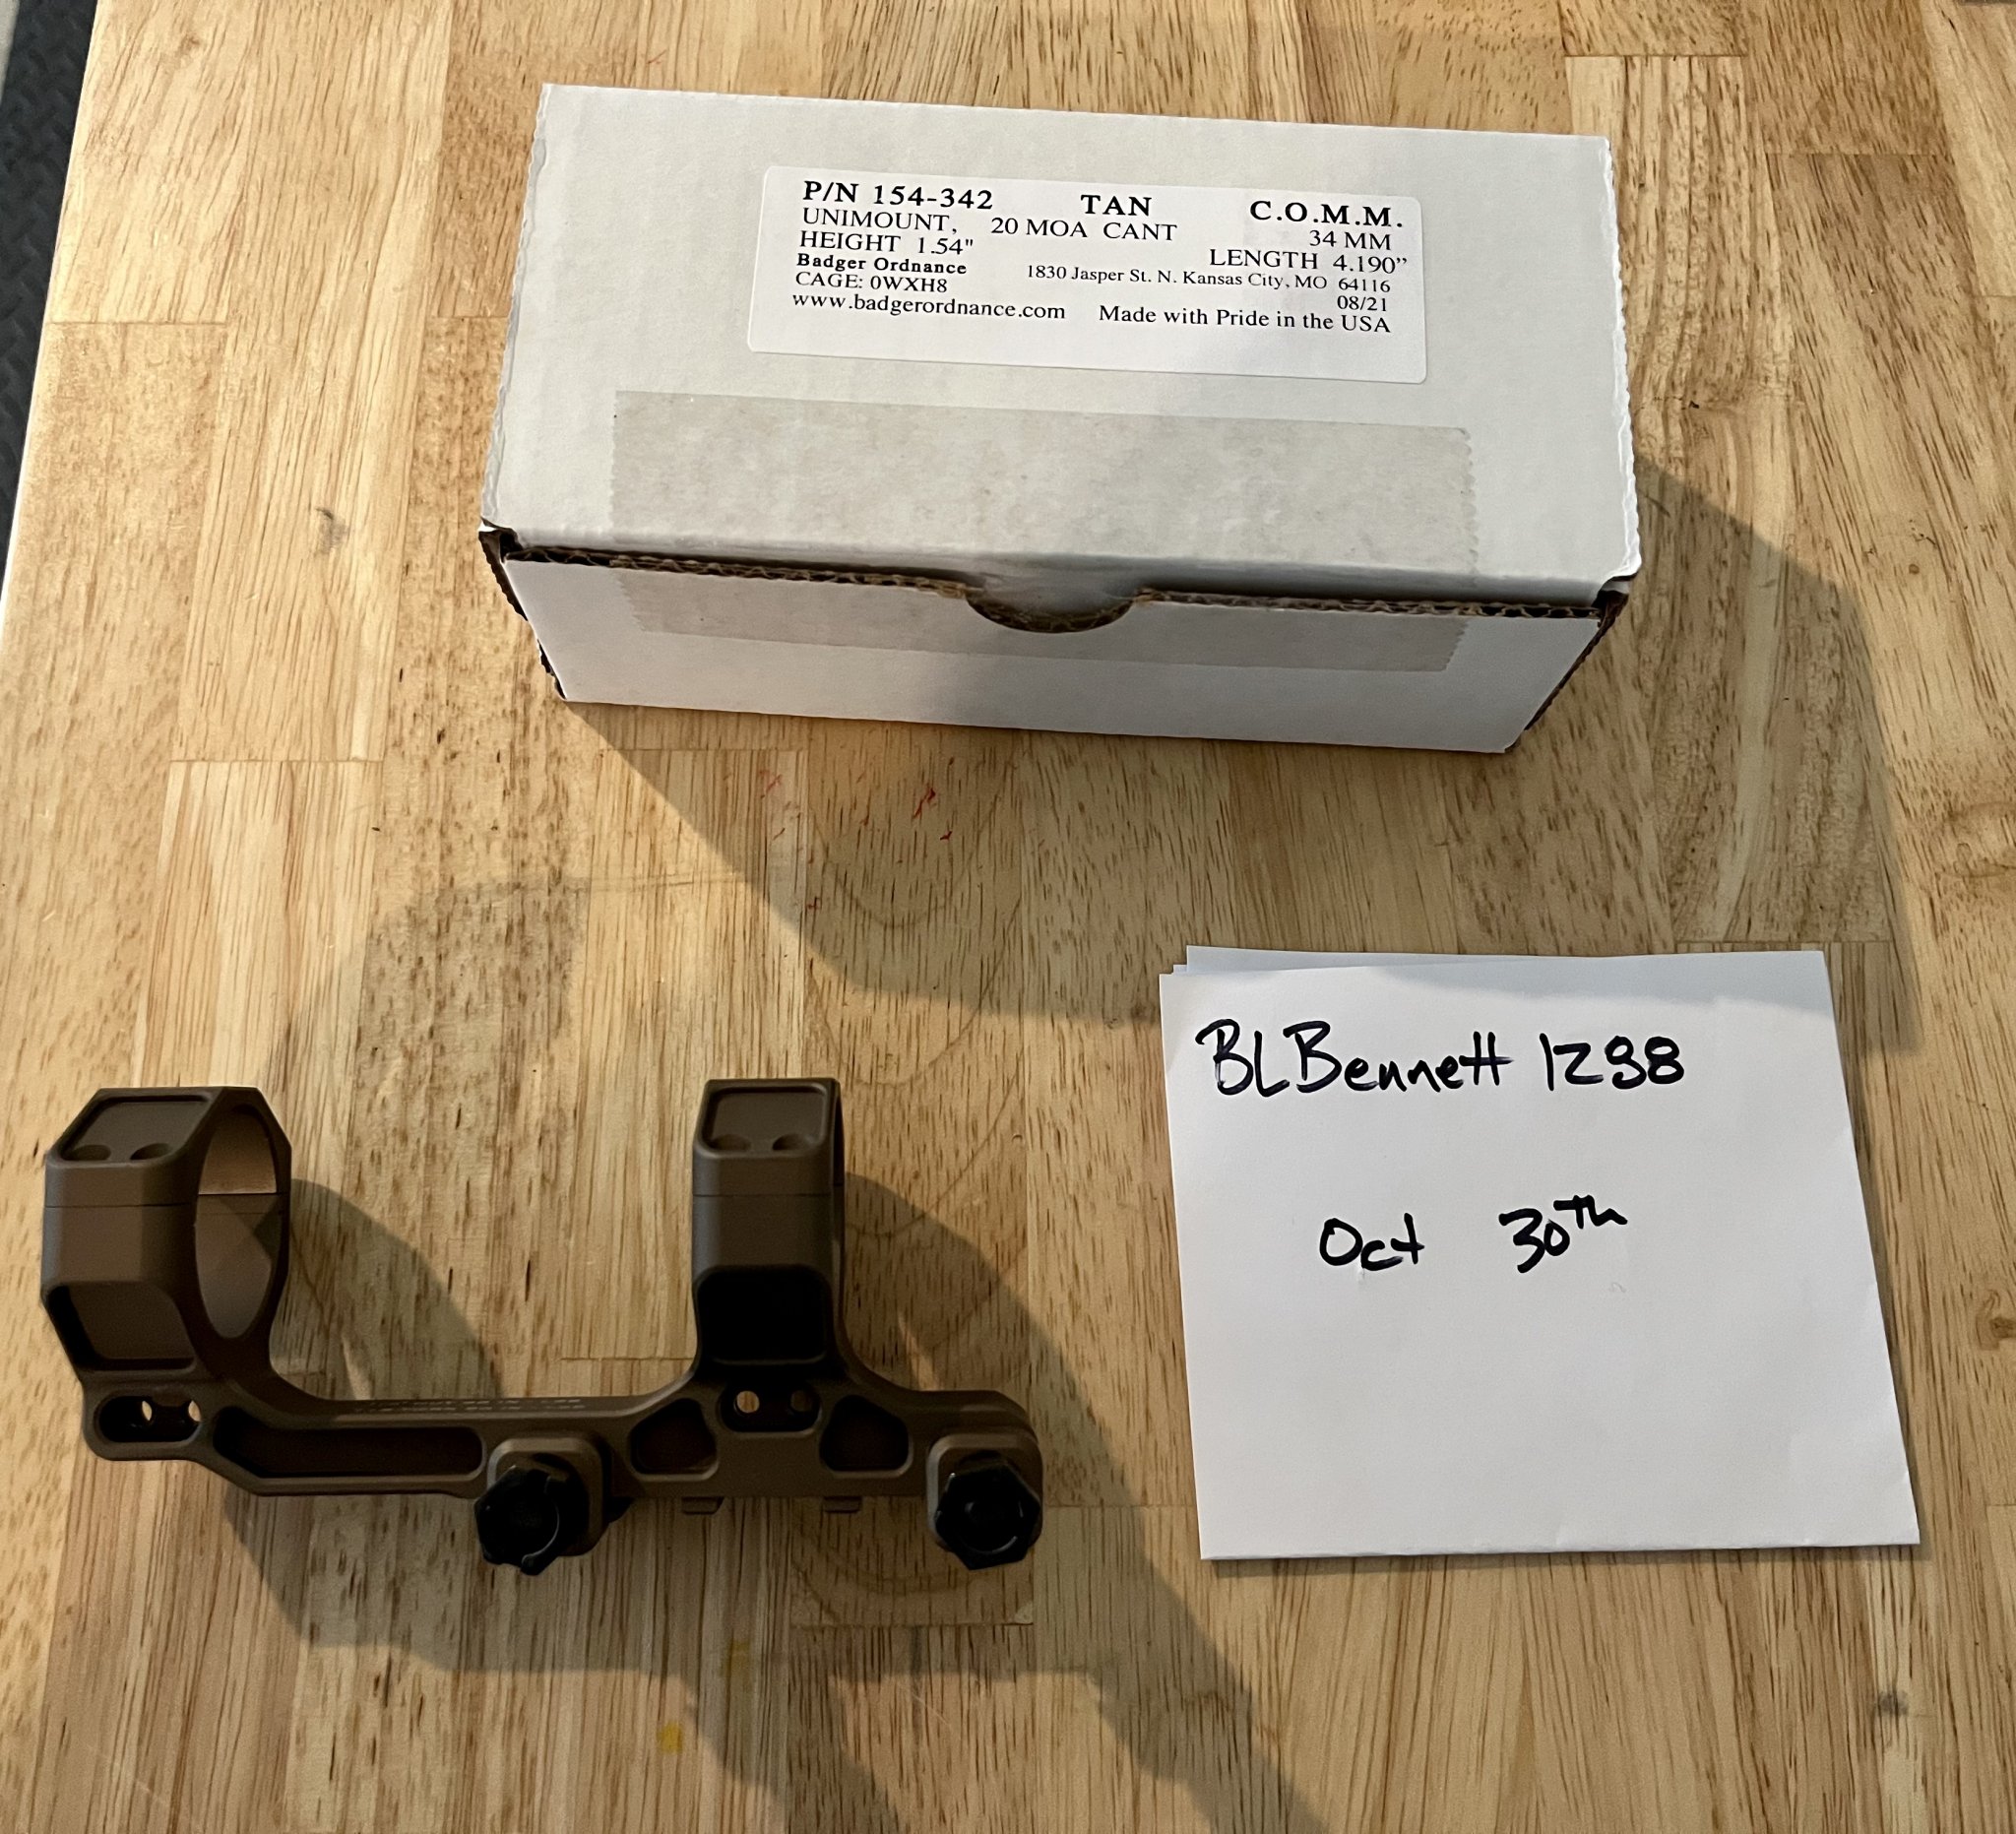 P/N 154-342 TAN C.O.M.M.
UNIMOUNT, 20 MOA CANT 34 MM
HEIGHT 1.54" LENGTH 4.190”
Badger Ordnance 1830 Jasper St. N. Kansas City, MO 64116
CAGE: 0WXH8 08/21
www.badgerordnance.com Made with Pride in the USA
BLBennett 1298
Oct 30th